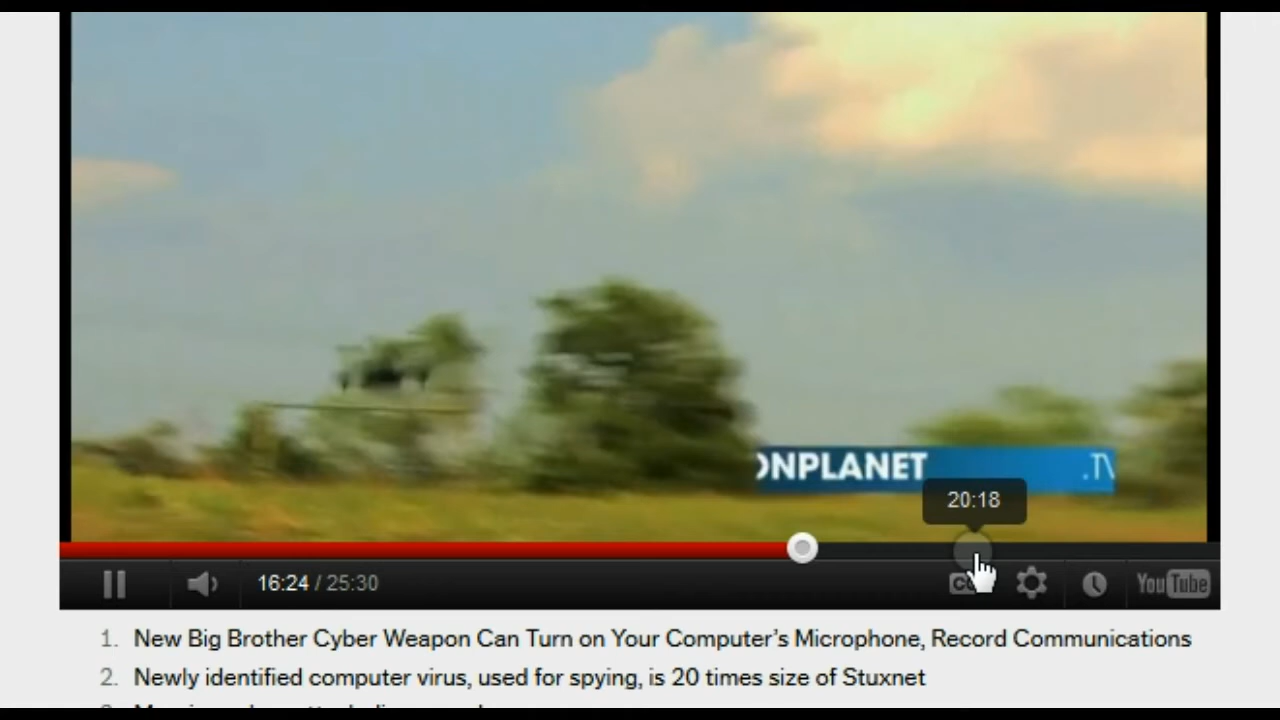 ONPLANET .TV
20:18
16:24 / 25:30
CC
YouTube
1. New Big Brother Cyber Weapon Can Turn on Your Computer’s Microphone, Record Communications
2. Newly identified computer virus, used for spying, is 20 times size of Stuxnet